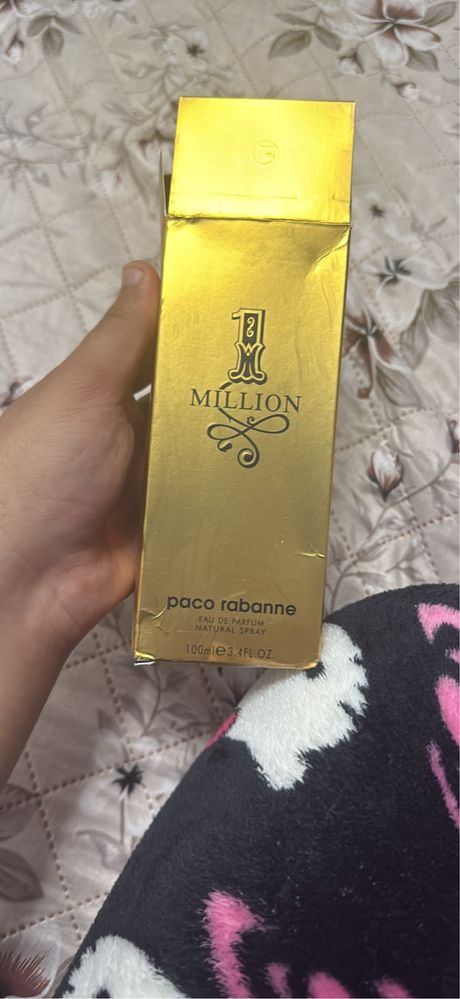 1
MILLION
paco rabanne
EAU DE PARFUM
NATURAL SPRAY
100ml e 3.4FL.OZ.